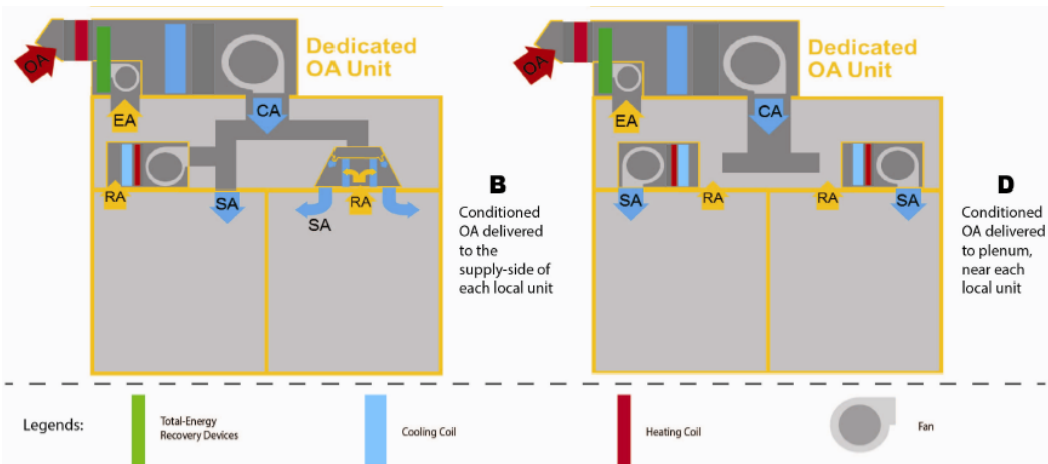 Dedicated
OA Unit
OA
EA
CA
RA
SA
SA
RA
B
Conditioned
OA delivered
to the
supply-side of
each local unit
Dedicated
OA Unit
OA
EA
CA
SA
RA
RA
SA
D
Conditioned
OA delivered
to plenum,
near each
local unit
Legends:
Total-Energy
Recovery Devices
Cooling Coil
Heating Coil
Fan